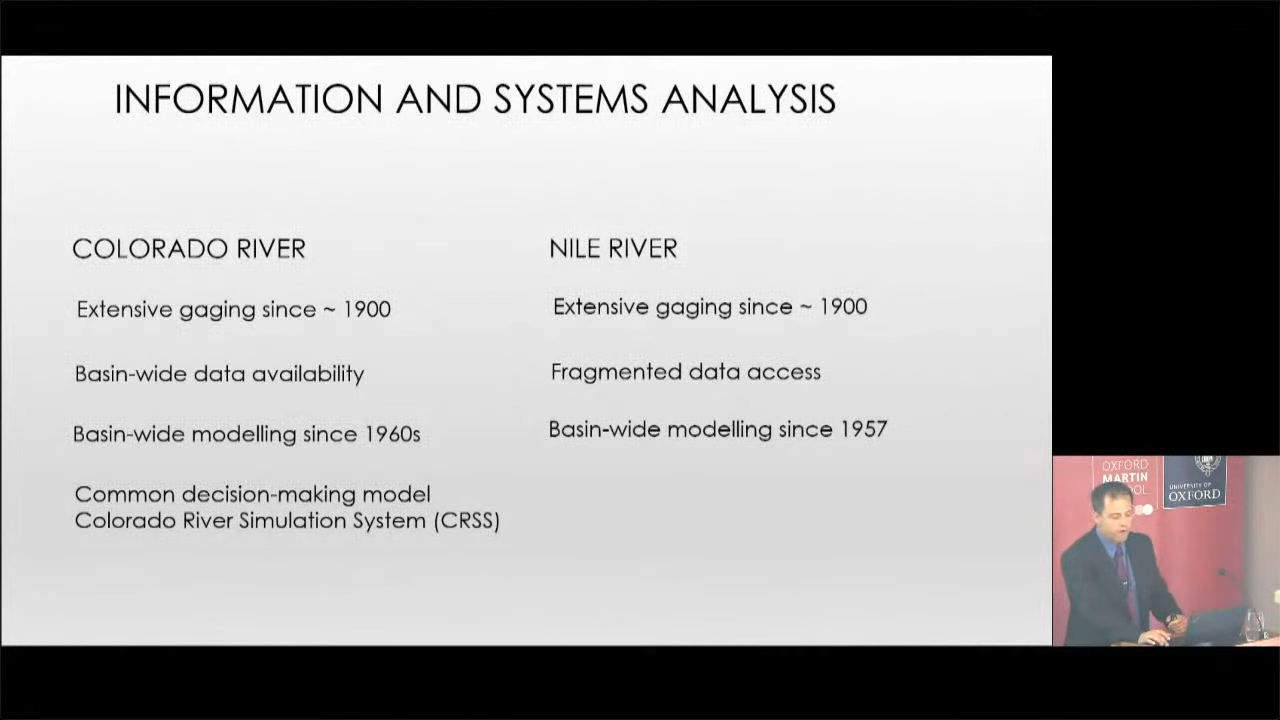 INFORMATION AND SYSTEMS ANALYSIS
COLORADO RIVER
Extensive gaging since ~ 1900
Basin-wide data availability
Basin-wide modelling since 1960s
Common decision-making model
Colorado River Simulation System (CRSS)
NILE RIVER
Extensive gaging since ~ 1900
Fragmented data access
Basin-wide modelling since 1957
OXFORD
MARTIN
UNIVERSITY OF
OXFORD